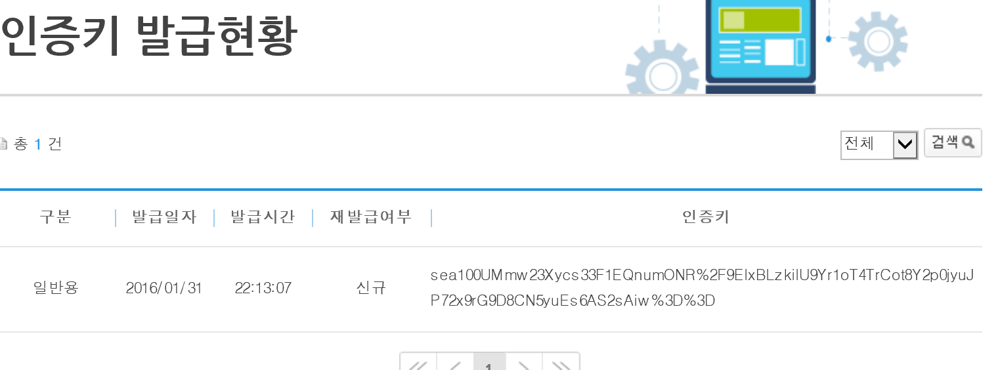 인증키 발급현황
총 1 건
전체 검색
구분 발급일자 발급시간 재발급여부 인증키
일반용 2016/01/31 22:13:07 신규 sea100UMmw23Xycs33F1EQnumONR%2F9ElxBLzkilU9Yr1oT4TrCot8Y2p0jyuJ
P72x9rG9D8CN5yuEs6AS2sAiw%3D%3D
1